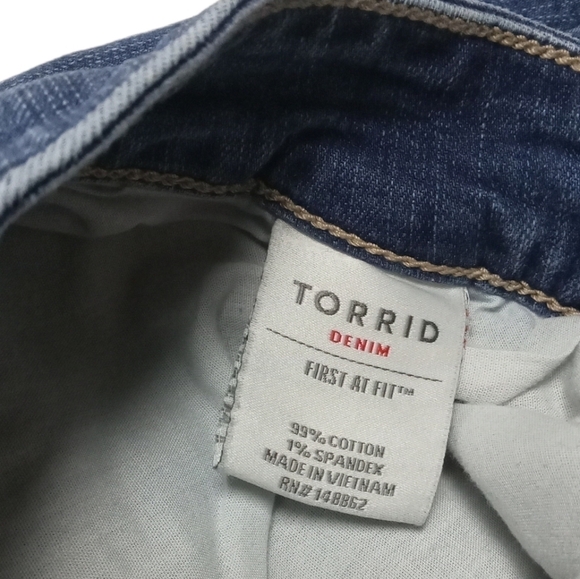 TORRID
DENIM
FIRST AT FIT™
99% COTTON
1% SPANDEX
MADE IN VIETNAM
RN# 148862